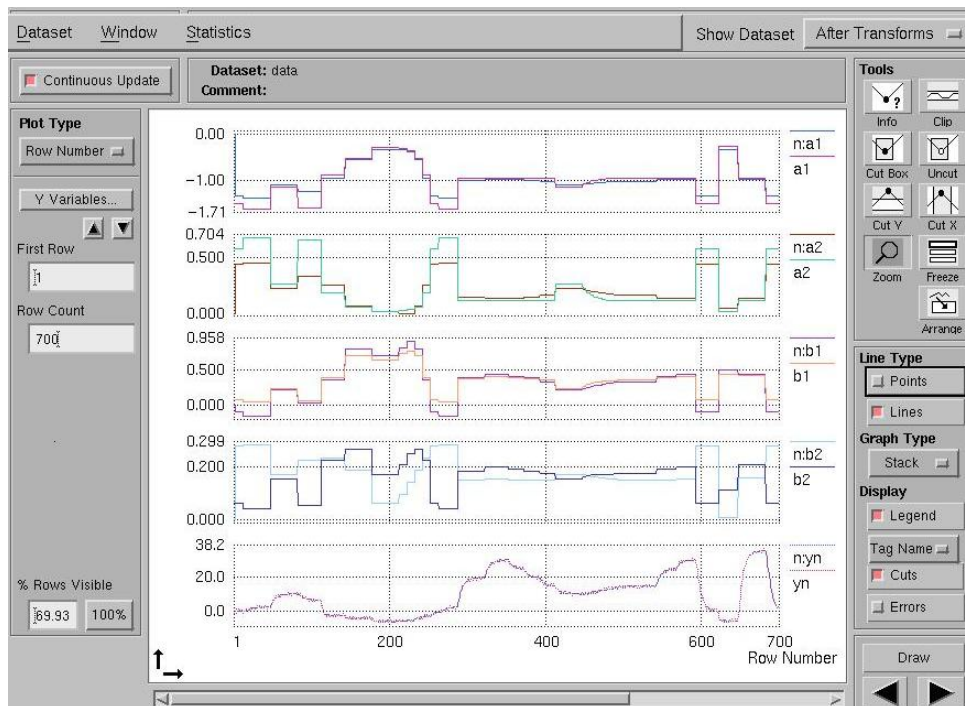 Dataset Window Statistics Show Dataset After Transforms
Continuous Update
Dataset: data
Comment:
Plot Type
Row Number
Y Variables...
First Row
1
Row Count
700
% Rows Visible
69.93 100%
0.00
-1.00
-1.71
n:a1
a1
0.704
0.500
0.000
n:a2
a2
0.958
0.500
0.000
n:b1
b1
0.299
0.200
0.000
n:b2
b2
38.2
20.0
0.0
n:yn
yn
1 200 400 600 700
Row Number
Tools
Info Clip
Cut Box Uncut
Cut Y Cut X
Zoom Freeze
Arrange
Line Type
Points
Lines
Graph Type
Stack
Display
Legend
Tag Name
Cuts
Errors
Draw